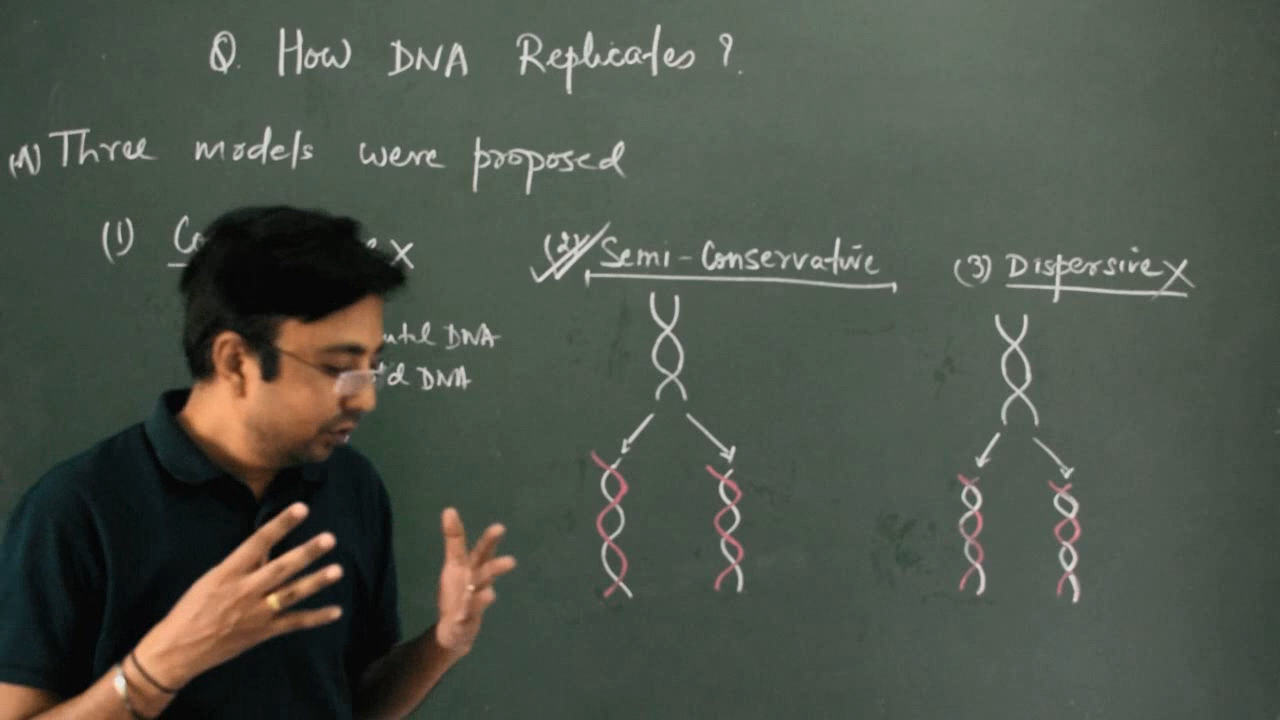 Q. How DNA Replicates?
(A) Three models were proposed
(1) X
(2) Semi-Conservative
(3) Dispersive X
DNA
DNA